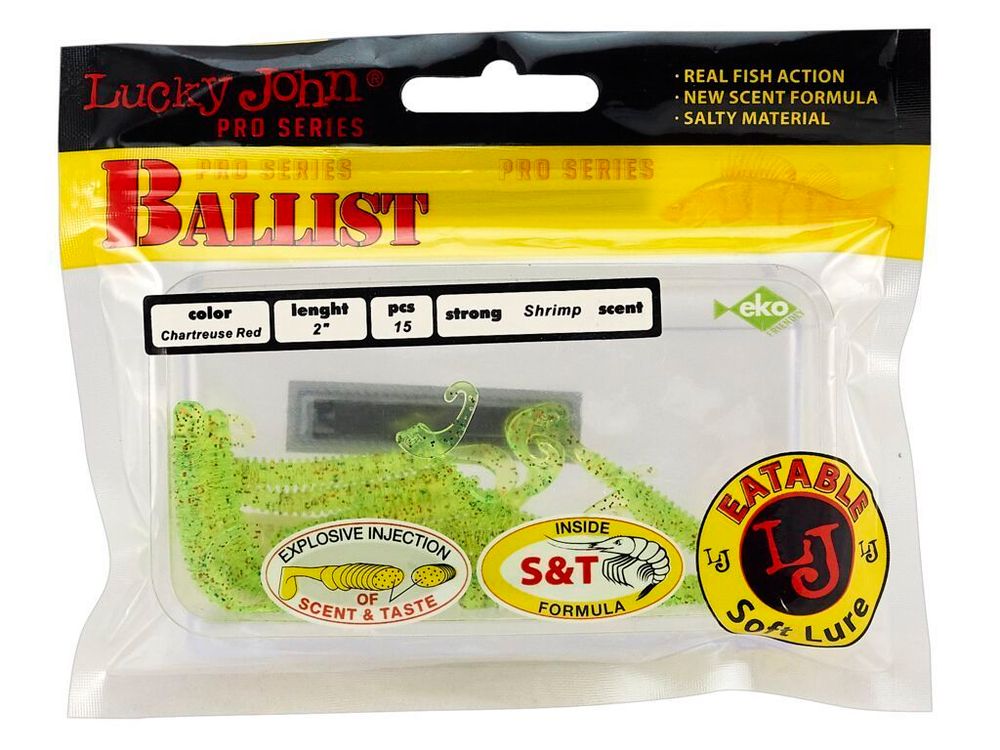 Lucky John®
PRO SERIES
· REAL FISH ACTION
· NEW SCENT FORMULA
· SALTY MATERIAL
PRO SERIES
PRO SERIES
BALLIST
color
Chartreuse Red
lenght
2"
pcs
15
strong Shrimp scent
eko
FRIENDLY
EXPLOSIVE INJECTION
OF
SCENT & TASTE
INSIDE
S&T
FORMULA
EATABLE
LJ
LJ
LJ
Soft Lure